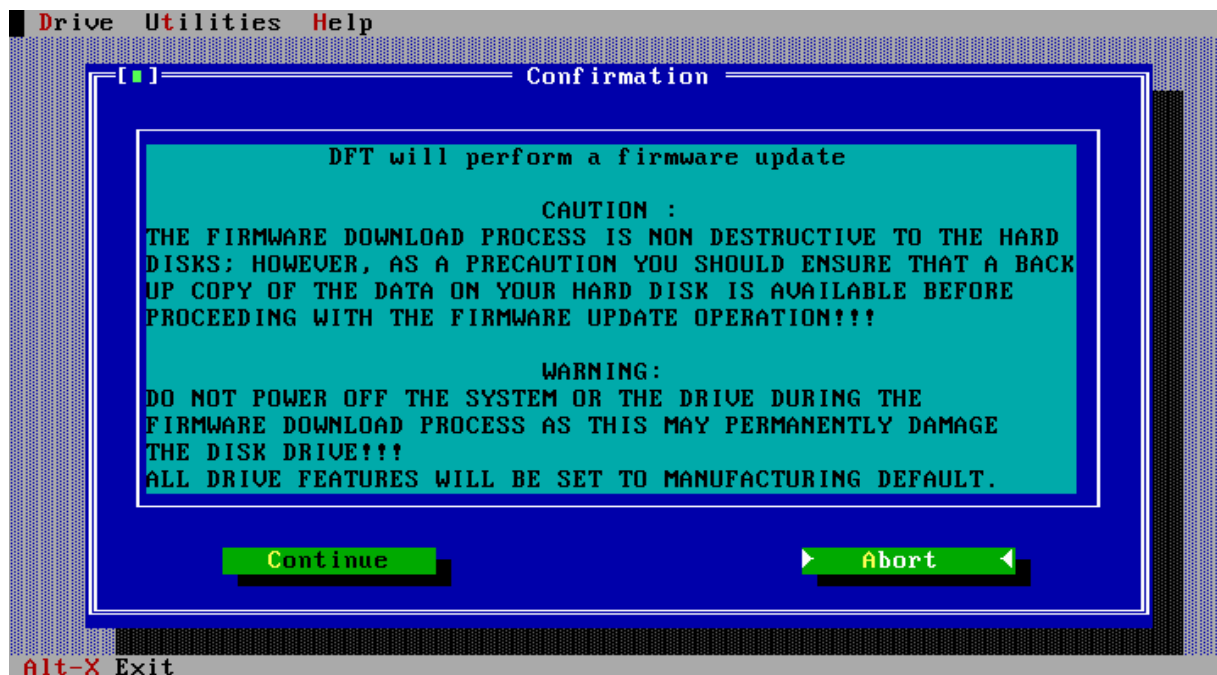 Drive Utilities Help
[■] Confirmation
DFT will perform a firmware update
CAUTION :
THE FIRMWARE DOWNLOAD PROCESS IS NON DESTRUCTIVE TO THE HARD
DISKS; HOWEVER, AS A PRECAUTION YOU SHOULD ENSURE THAT A BACK
UP COPY OF THE DATA ON YOUR HARD DISK IS AVAILABLE BEFORE
PROCEEDING WITH THE FIRMWARE UPDATE OPERATION!!!
WARNING:
DO NOT POWER OFF THE SYSTEM OR THE DRIVE DURING THE
FIRMWARE DOWNLOAD PROCESS AS THIS MAY PERMANENTLY DAMAGE
THE DISK DRIVE!!!
ALL DRIVE FEATURES WILL BE SET TO MANUFACTURING DEFAULT.
Continue Abort
Alt-X Exit